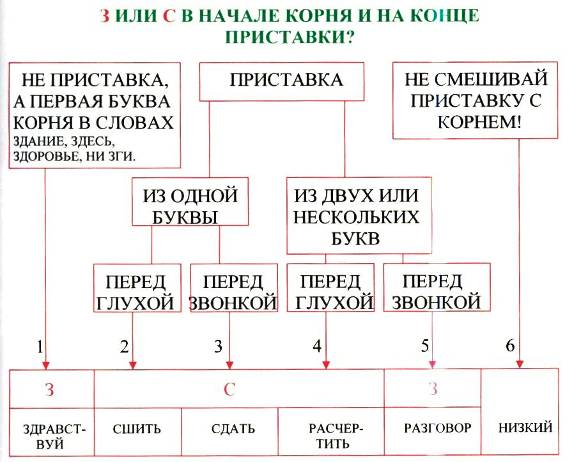 З ИЛИ С В НАЧАЛЕ КОРНЯ И НА КОНЦЕ
ПРИСТАВКИ?
НЕ ПРИСТАВКА,
А ПЕРВАЯ БУКВА
КОРНЯ В СЛОВАХ
ЗДАНИЕ, ЗДЕСЬ,
ЗДОРОВЬЕ, НИ ЗГИ.
ПРИСТАВКА
НЕ СМЕШИВАЙ
ПРИСТАВКУ С
КОРНЕМ!
ИЗ ОДНОЙ
БУКВЫ
ИЗ ДВУХ ИЛИ
НЕСКОЛЬКИХ
БУКВ
ПЕРЕД
ГЛУХОЙ
ПЕРЕД
ЗВОНКОЙ
ПЕРЕД
ГЛУХОЙ
ПЕРЕД
ЗВОНКОЙ
1 2 3 4 5 6
З С З
ЗДРАВСТ-
ВУЙ
СШИТЬ
СДАТЬ
РАСЧЕР-
ТИТЬ
РАЗГОВОР
НИЗКИЙ